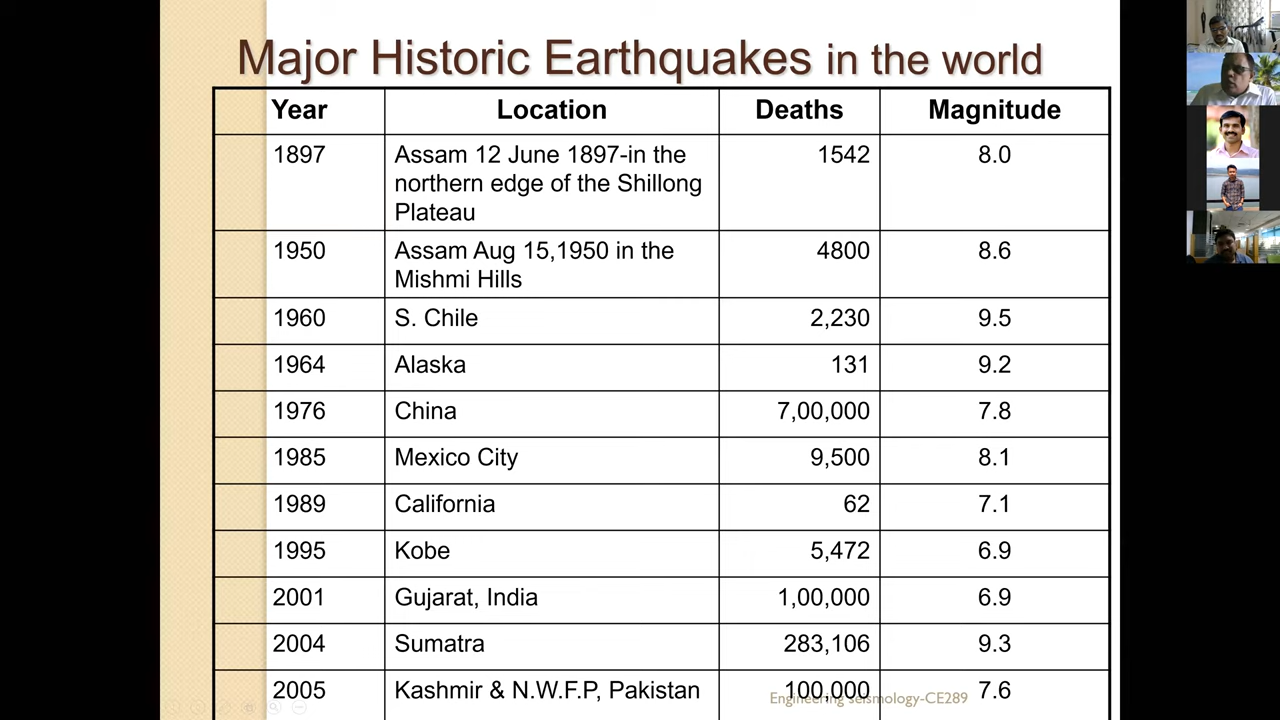 Major Historic Earthquakes in the world
Year Location Deaths Magnitude
1897 Assam 12 June 1897-in the 1542 8.0
northern edge of the Shillong
Plateau
1950 Assam Aug 15,1950 in the 4800 8.6
Mishmi Hills
1960 S. Chile 2,230 9.5
1964 Alaska 131 9.2
1976 China 7,00,000 7.8
1985 Mexico City 9,500 8.1
1989 California 62 7.1
1995 Kobe 5,472 6.9
2001 Gujarat, India 1,00,000 6.9
2004 Sumatra 283,106 9.3
2005 Kashmir & N.W.F.P, Pakistan 100,000 7.6
Engineering seismology-CE289